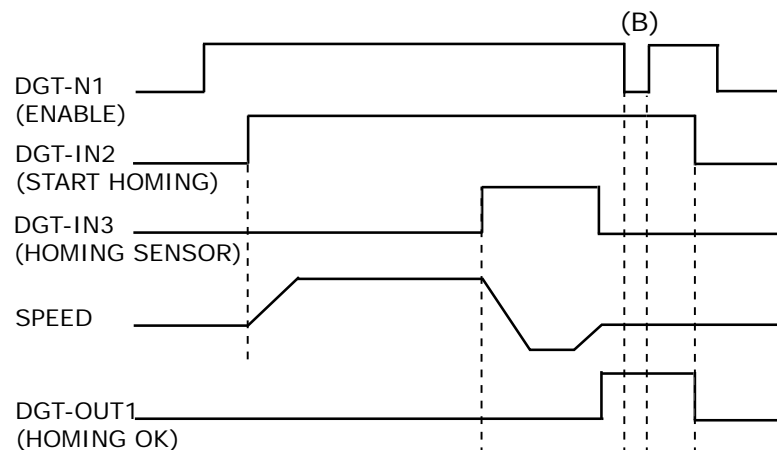 (B)
DGT-N1
(ENABLE)
DGT-IN2
(START HOMING)
DGT-IN3
(HOMING SENSOR)
SPEED
DGT-OUT1
(HOMING OK)